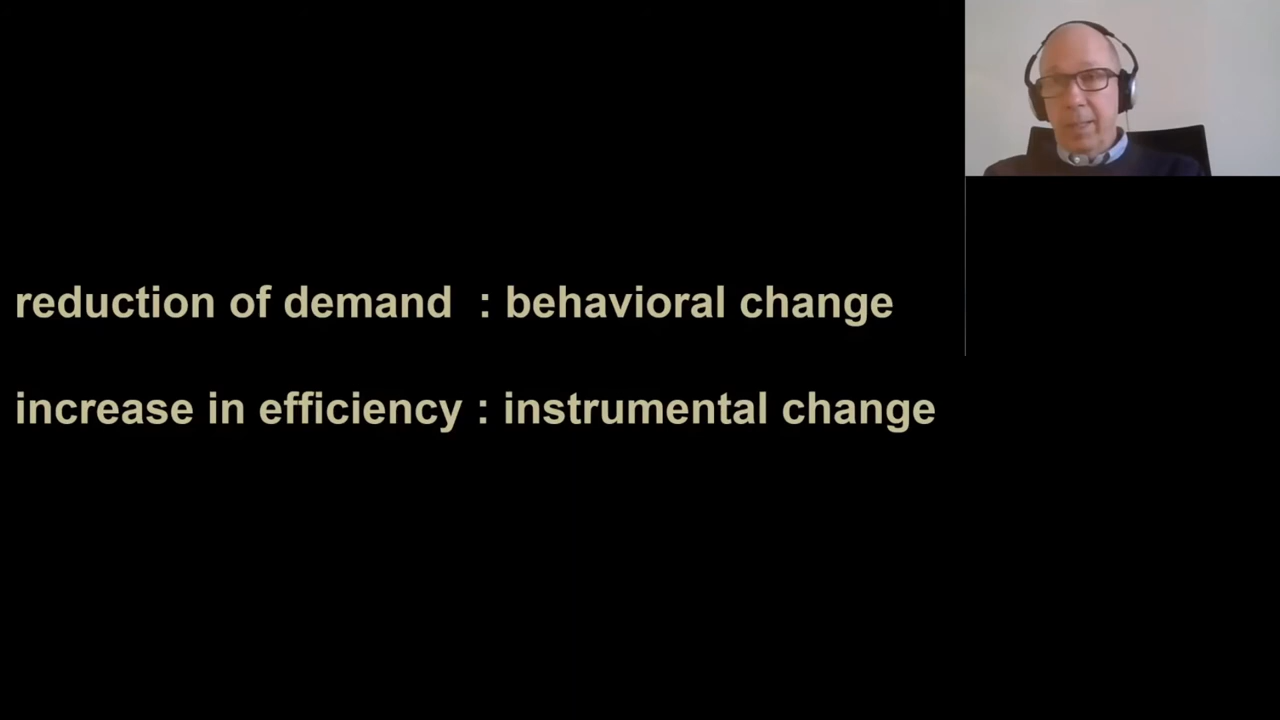 reduction of demand : behavioral change
increase in efficiency : instrumental change